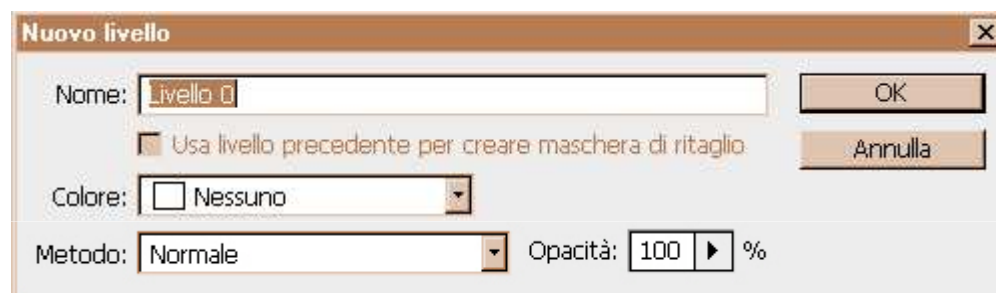 Nuovo livello
Nome: Livello 0 OK
Usa livello precedente per creare maschera di ritaglio Annulla
Colore: Nessuno
Metodo: Normale Opacità: 100 %